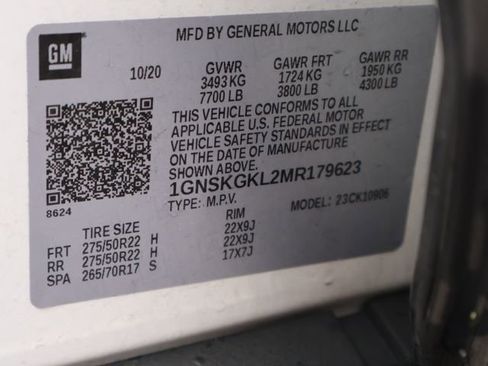 GM
MFD BY GENERAL MOTORS LLC
10/20 GVWR GAWR FRT GAWR RR
3493 KG 1724 KG 1950 KG
7700 LB 3800 LB 4300 LB
THIS VEHICLE CONFORMS TO ALL
APPLICABLE U.S. FEDERAL MOTOR
VEHICLE SAFETY STANDARDS IN EFFECT
ON THE DATE OF MANUFACTURE
SHOWN ABOVE.
1GNSKGKL2MR179623
8624 TYPE: M.P.V. MODEL: 23CK10906
TIRE SIZE RIM
FRT 275/50R22 H 22X9J
RR 275/50R22 H 22X9J
SPA 265/70R17 S 17X7J